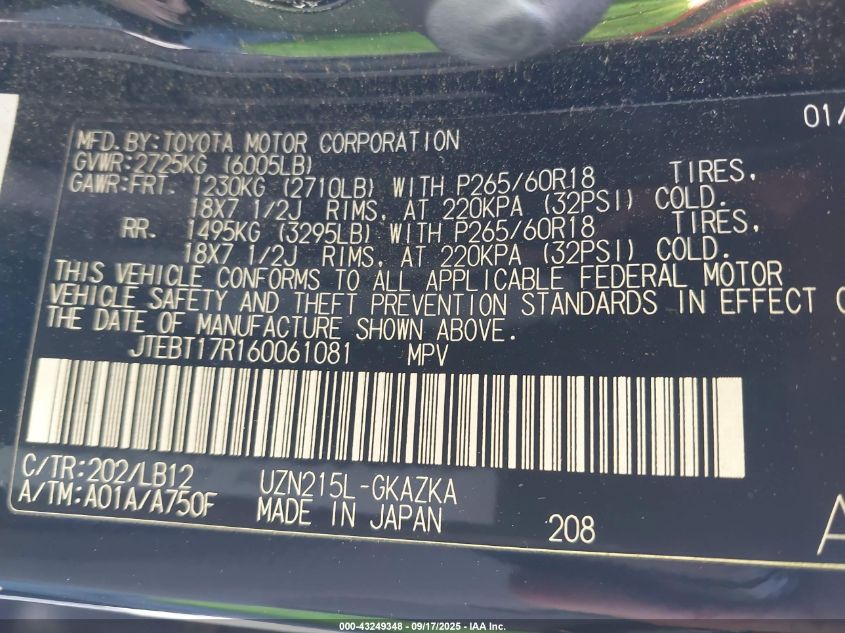 01/
MFD.BY:TOYOTA MOTOR CORPORATION
GVWR:2725KG (6005LB)
GAWR:FRT. 1230KG (2710LB) WITH P265/60R18 TIRES,
18X7 1/2J RIMS, AT 220KPA (32PSI) COLD.
RR. 1495KG (3295LB) WITH P265/60R18 TIRES,
18X7 1/2J RIMS, AT 220KPA (32PSI) COLD.
THIS VEHICLE CONFORMS TO ALL APPLICABLE FEDERAL MOTOR
VEHICLE SAFETY AND THEFT PREVENTION STANDARDS IN EFFECT
THE DATE OF MANUFACTURE SHOWN ABOVE.
JTEBT17R160061081 MPV
C/TR:202/LB12 UZN215L-GKAZKA
A/TM:A01A/A750F MADE IN JAPAN 208
000-43249348 - 09/17/2025 - IAA Inc.